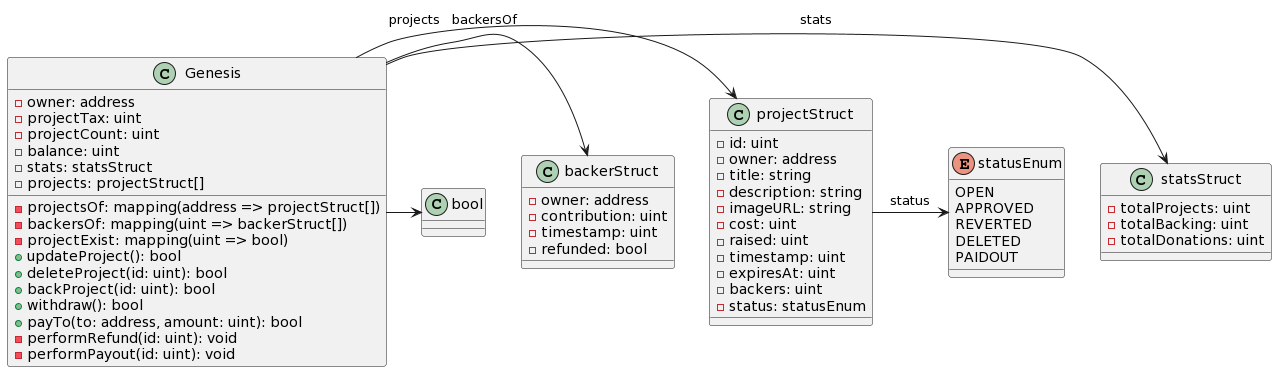 projects
backersOf
stats
C Genesis
owner: address
projectTax: uint
projectCount: uint
balance: uint
stats: statsStruct
projects: projectStruct[]
projectsOf: mapping(address => projectStruct[])
backersOf: mapping(uint => backerStruct[])
projectExist: mapping(uint => bool)
updateProject(): bool
deleteProject(id: uint): bool
backProject(id: uint): bool
withdraw(): bool
payTo(to: address, amount: uint): bool
performRefund(id: uint): void
performPayout(id: uint): void
C bool
C backerStruct
owner: address
contribution: uint
timestamp: uint
refunded: bool
C projectStruct
id: uint
owner: address
title: string
description: string
imageURL: string
cost: uint
raised: uint
timestamp: uint
expiresAt: uint
backers: uint
status: statusEnum
status
E statusEnum
OPEN
APPROVED
REVERTED
DELETED
PAIDOUT
C statsStruct
totalProjects: uint
totalBacking: uint
totalDonations: uint